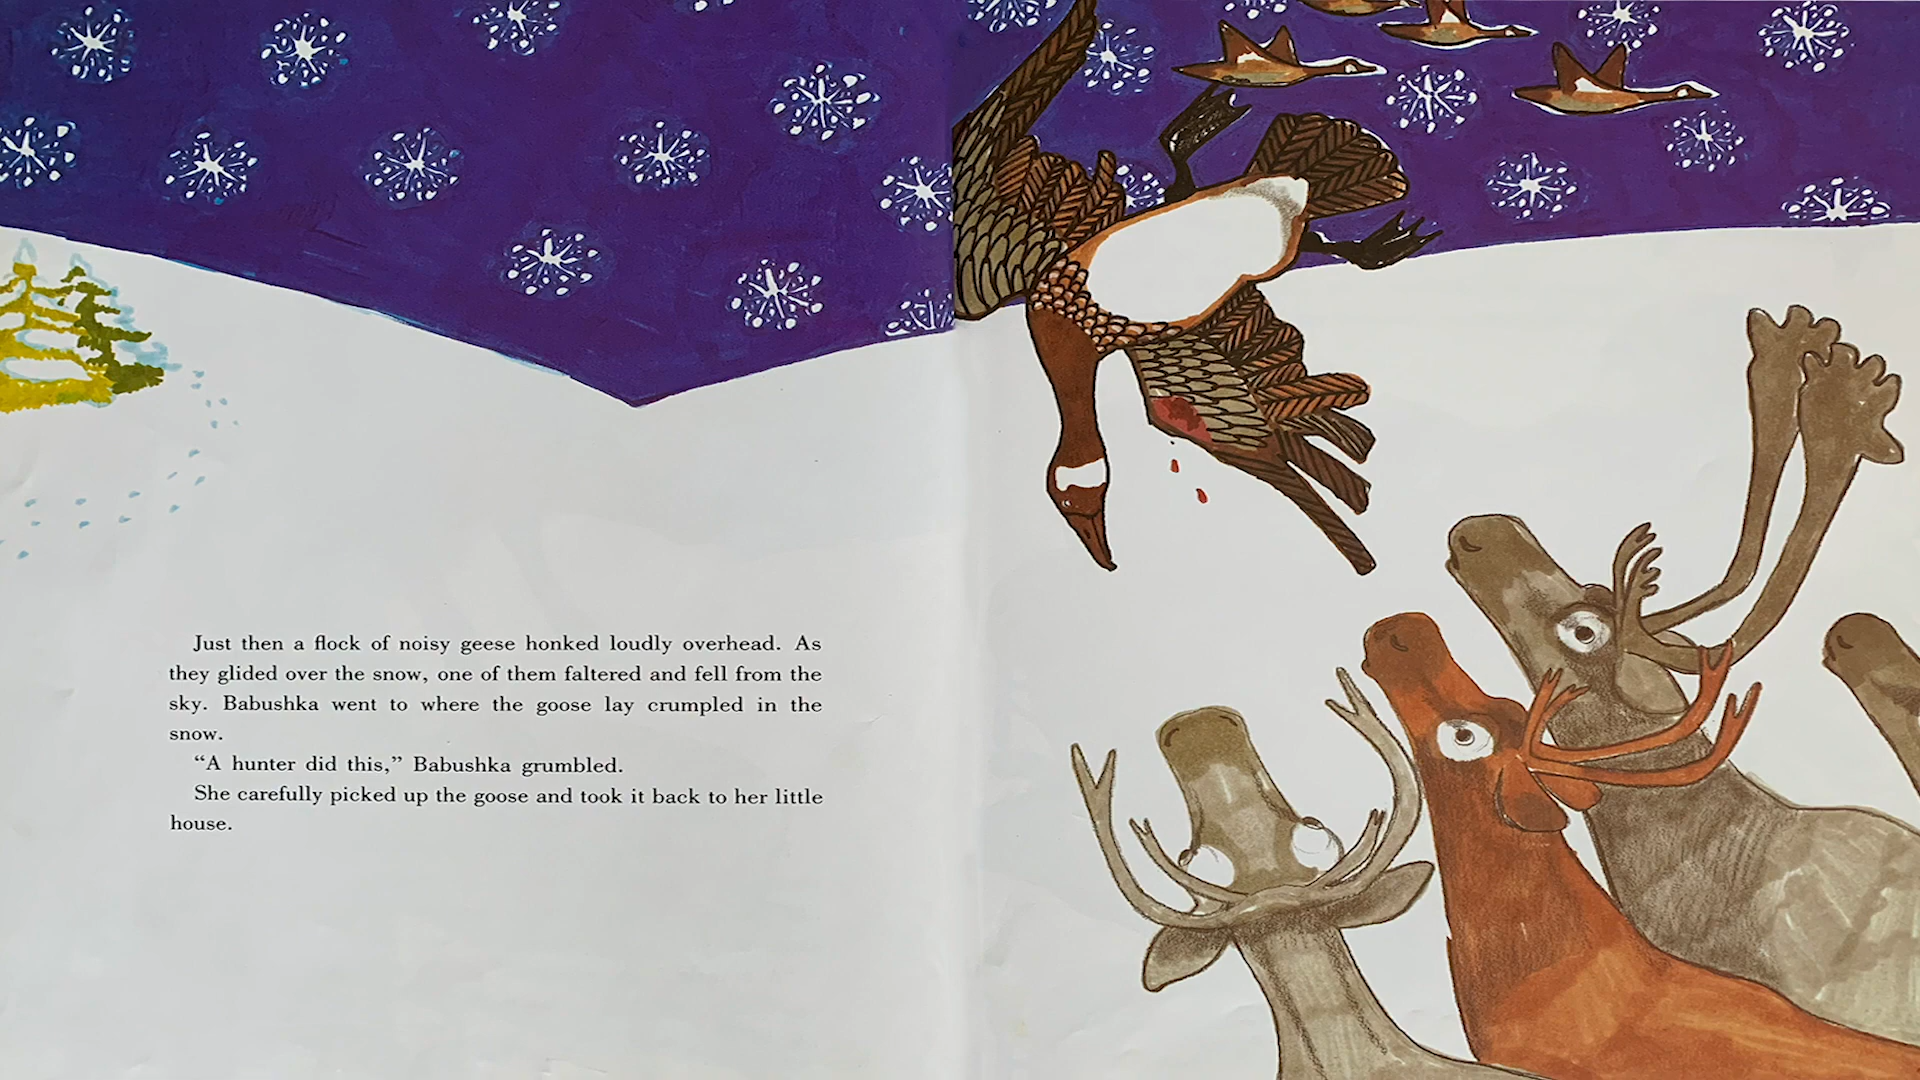 Just then a flock of noisy geese honked loudly overhead. As
they glided over the snow, one of them faltered and fell from the
sky. Babushka went to where the goose lay crumpled in the
snow.
“A hunter did this,” Babushka grumbled.
She carefully picked up the goose and took it back to her little
house.